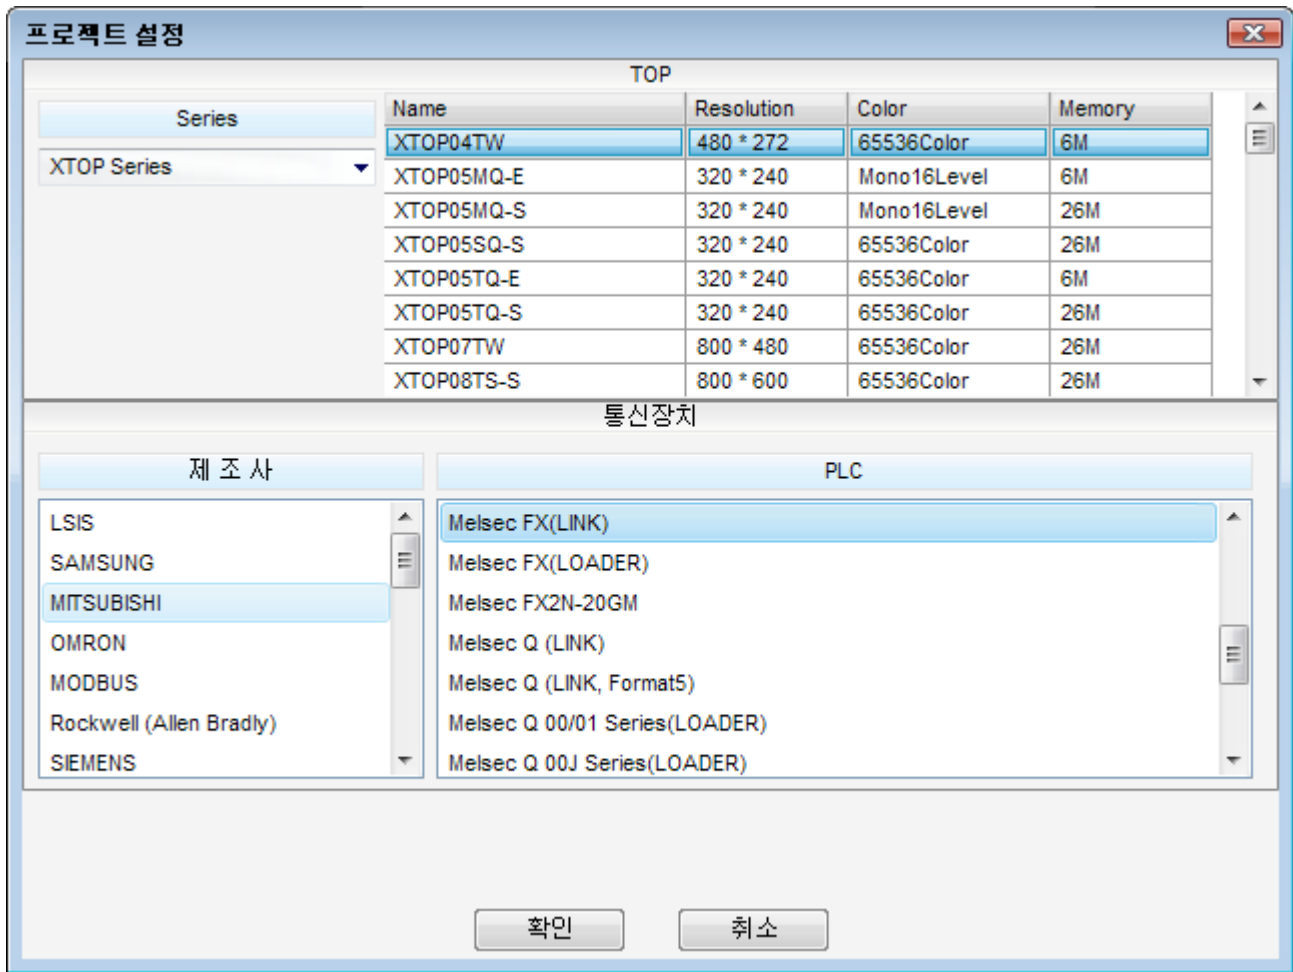 프로젝트 설정
TOP
Series
XTOP Series
Name Resolution Color Memory
XTOP04TW 480 * 272 65536Color 6M
XTOP05MQ-E 320 * 240 Mono16Level 6M
XTOP05MQ-S 320 * 240 Mono16Level 26M
XTOP05SQ-S 320 * 240 65536Color 26M
XTOP05TQ-E 320 * 240 65536Color 6M
XTOP05TQ-S 320 * 240 65536Color 26M
XTOP07TW 800 * 480 65536Color 26M
XTOP08TS-S 800 * 600 65536Color 26M
통신장치
제 조 사
LSIS
SAMSUNG
MITSUBISHI
OMRON
MODBUS
Rockwell (Allen Bradly)
SIEMENS
PLC
Melsec FX(LINK)
Melsec FX(LOADER)
Melsec FX2N-20GM
Melsec Q (LINK)
Melsec Q (LINK, Format5)
Melsec Q 00/01 Series(LOADER)
Melsec Q 00J Series(LOADER)
확인
취소